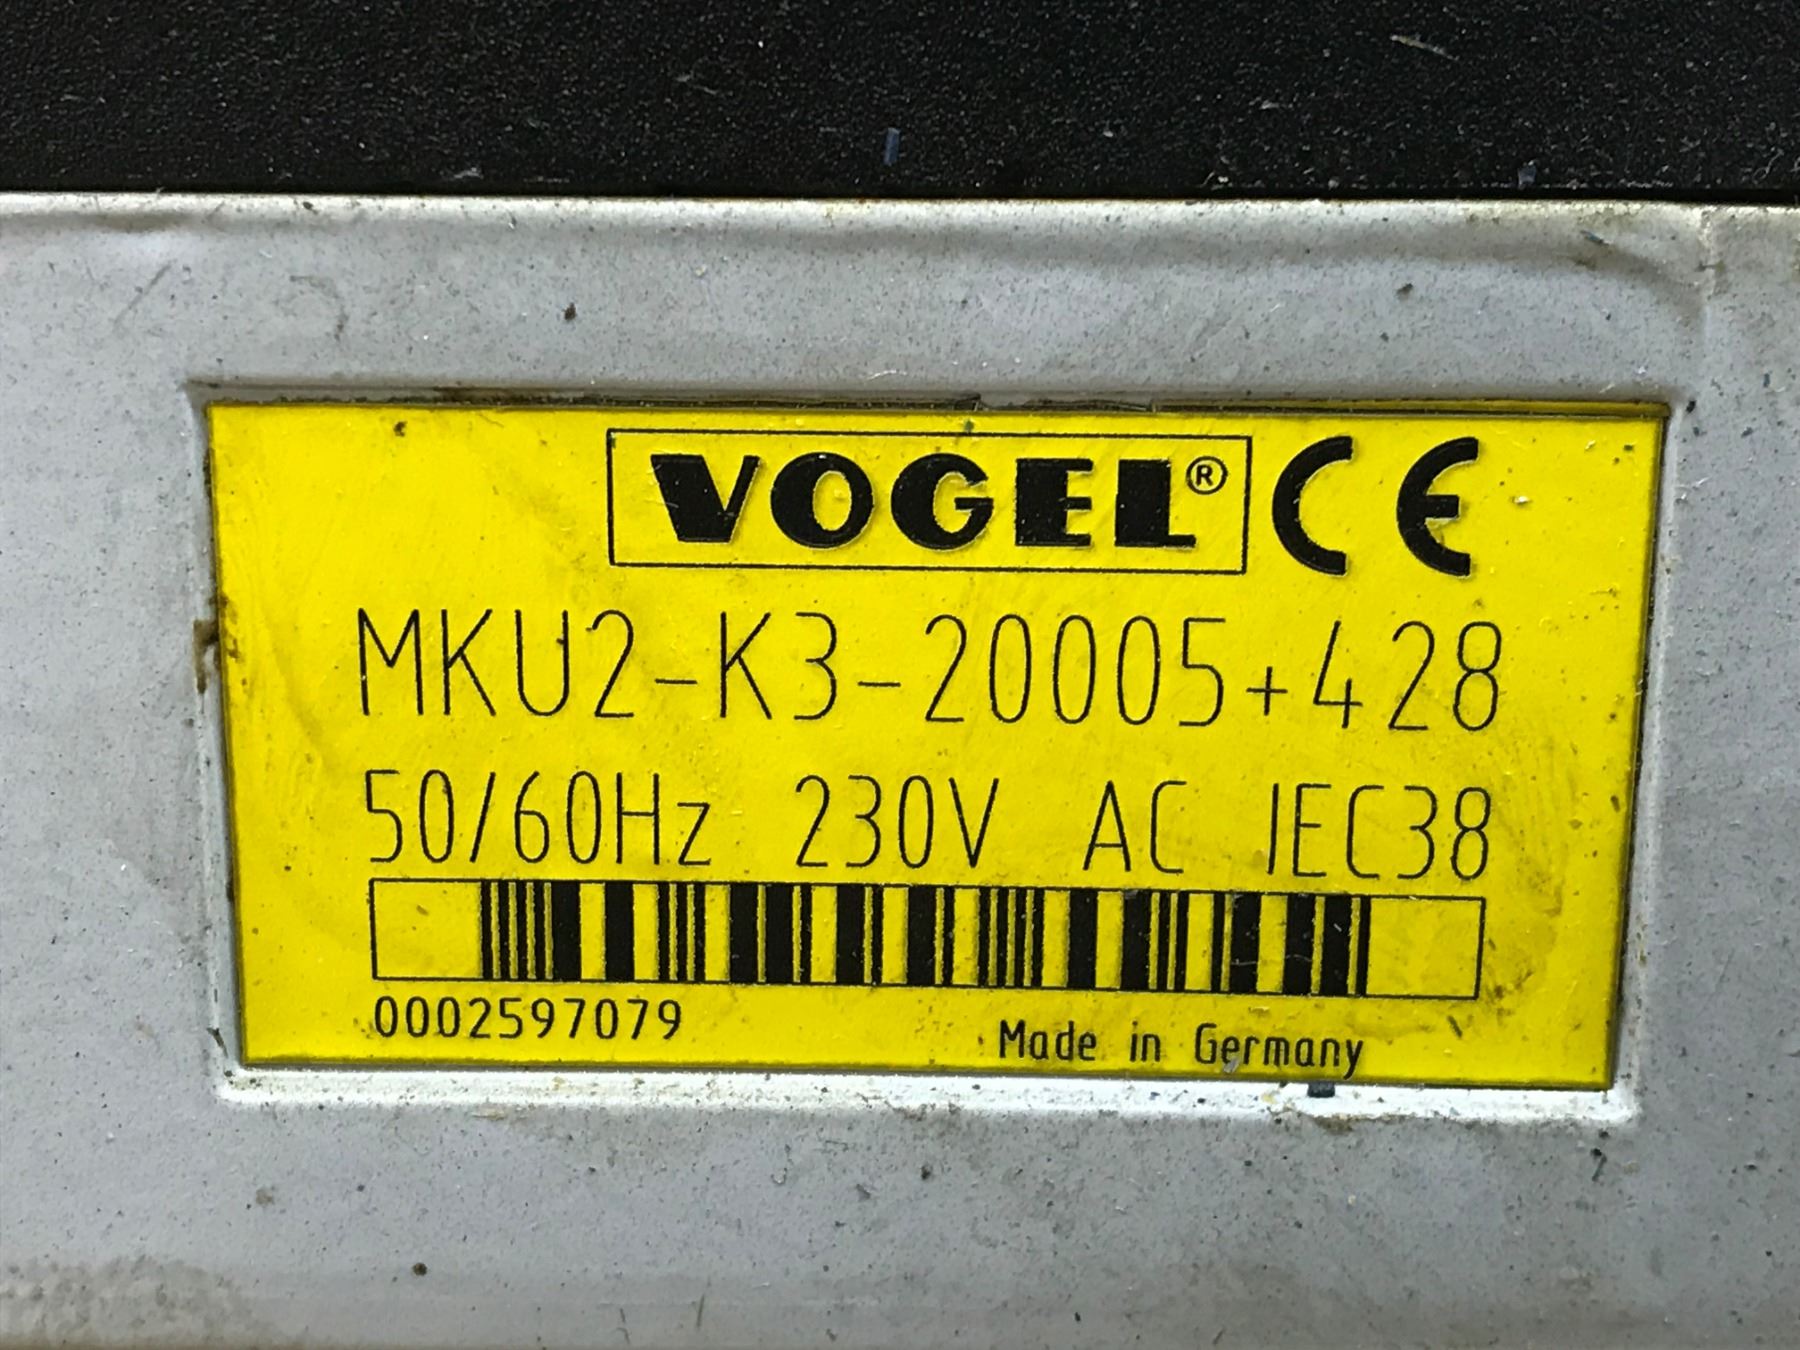 VOGEL® CE
MKU2-K3-20005+428
50/60Hz 230V AC IEC38
0002597079
Made in Germany